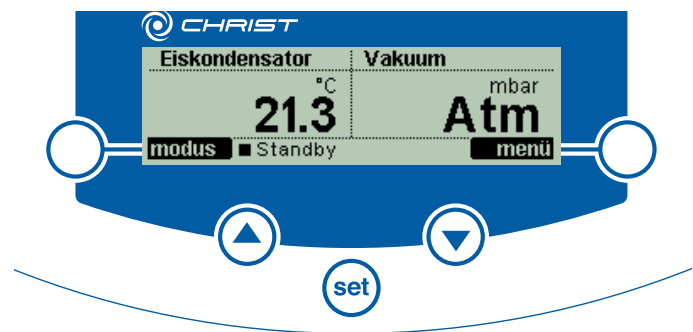 CHRIST
Eiskondensator Vakuum
°C mbar
21.3 Atm
modus ■ Standby menü
set